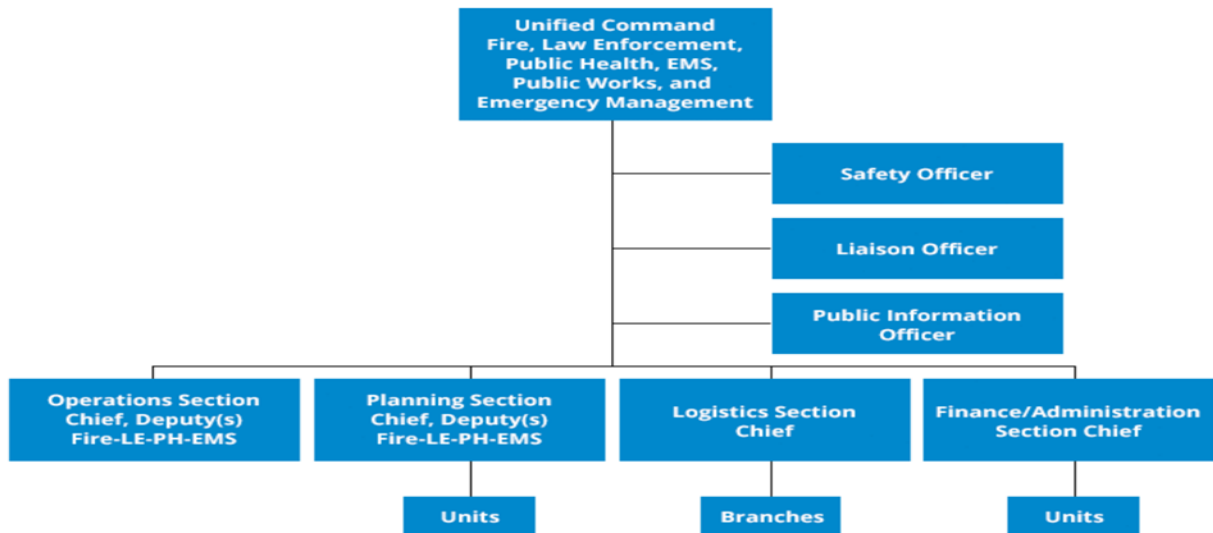 Unified Command
Fire, Law Enforcement,
Public Health, EMS,
Public Works, and
Emergency Management
Safety Officer
Liaison Officer
Public Information
Officer
Operations Section
Chief, Deputy(s)
Fire-LE-PH-EMS
Planning Section
Chief, Deputy(s)
Fire-LE-PH-EMS
Logistics Section
Chief
Finance/Administration
Section Chief
Units
Branches
Units